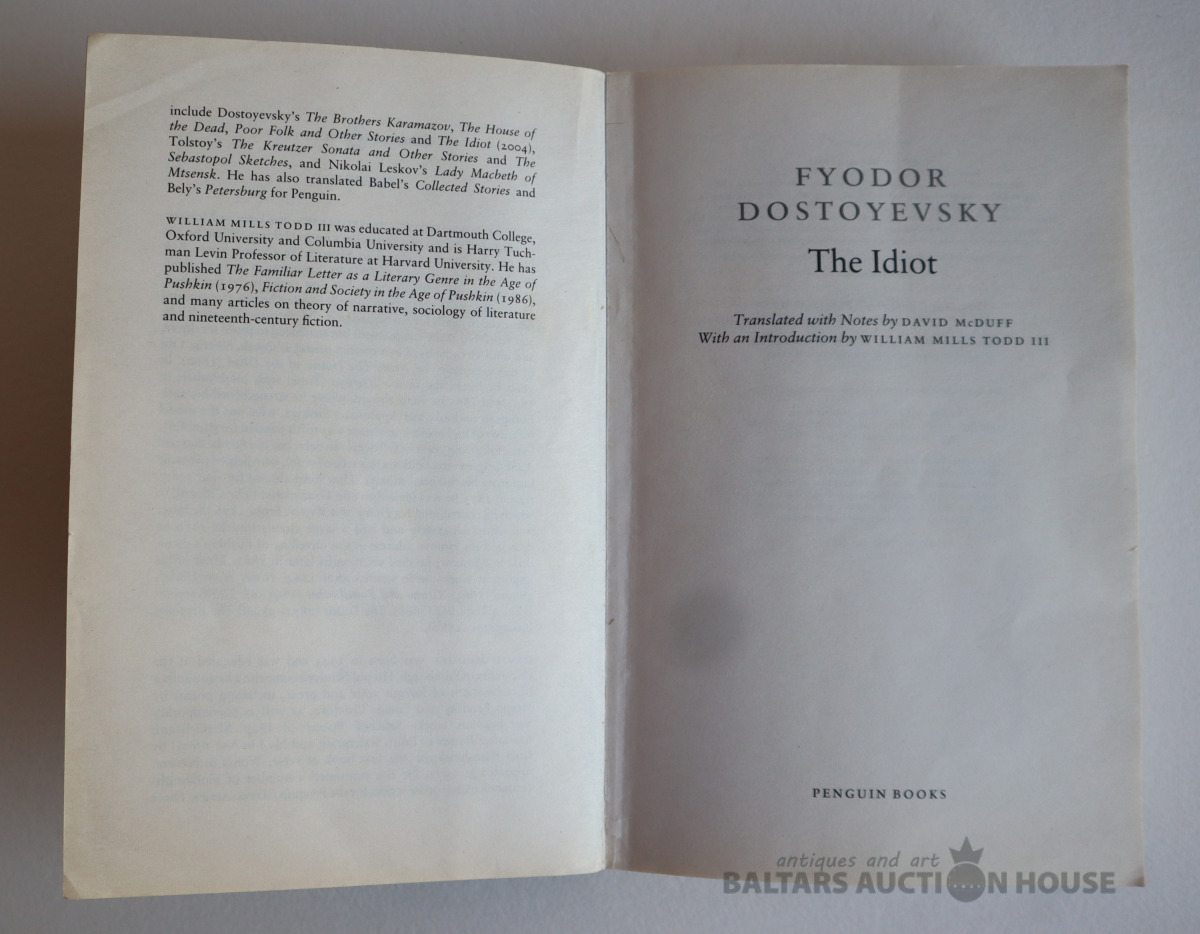 include Dostoyevsky's The Brothers Karamazov, The House of
the Dead, Poor Folk and Other Stories and The Idiot (2004),
Tolstoy's The Kreutzer Sonata and Other Stories and The
Sebastopol Sketches, and Nikolai Leskov's Lady Macbeth of
Mtsensk. He has also translated Babel's Collected Stories and
Bely's Petersburg for Penguin.
WILLIAM MILLS TODD III was educated at Dartmouth College,
Oxford University and Columbia University and is Harry Tuch-
man Levin Professor of Literature at Harvard University. He has
published The Familiar Letter as a Literary Genre in the Age of
Pushkin (1976), Fiction and Society in the Age of Pushkin (1986),
and many articles on theory of narrative, sociology of literature
and nineteenth-century fiction.
FYODOR
DOSTOYEVSKY
The Idiot
Translated with Notes by DAVID McDUFF
With an Introduction by WILLIAM MILLS TODD III
PENGUIN BOOKS
antiques and art
BALTARS AUCTION HOUSE